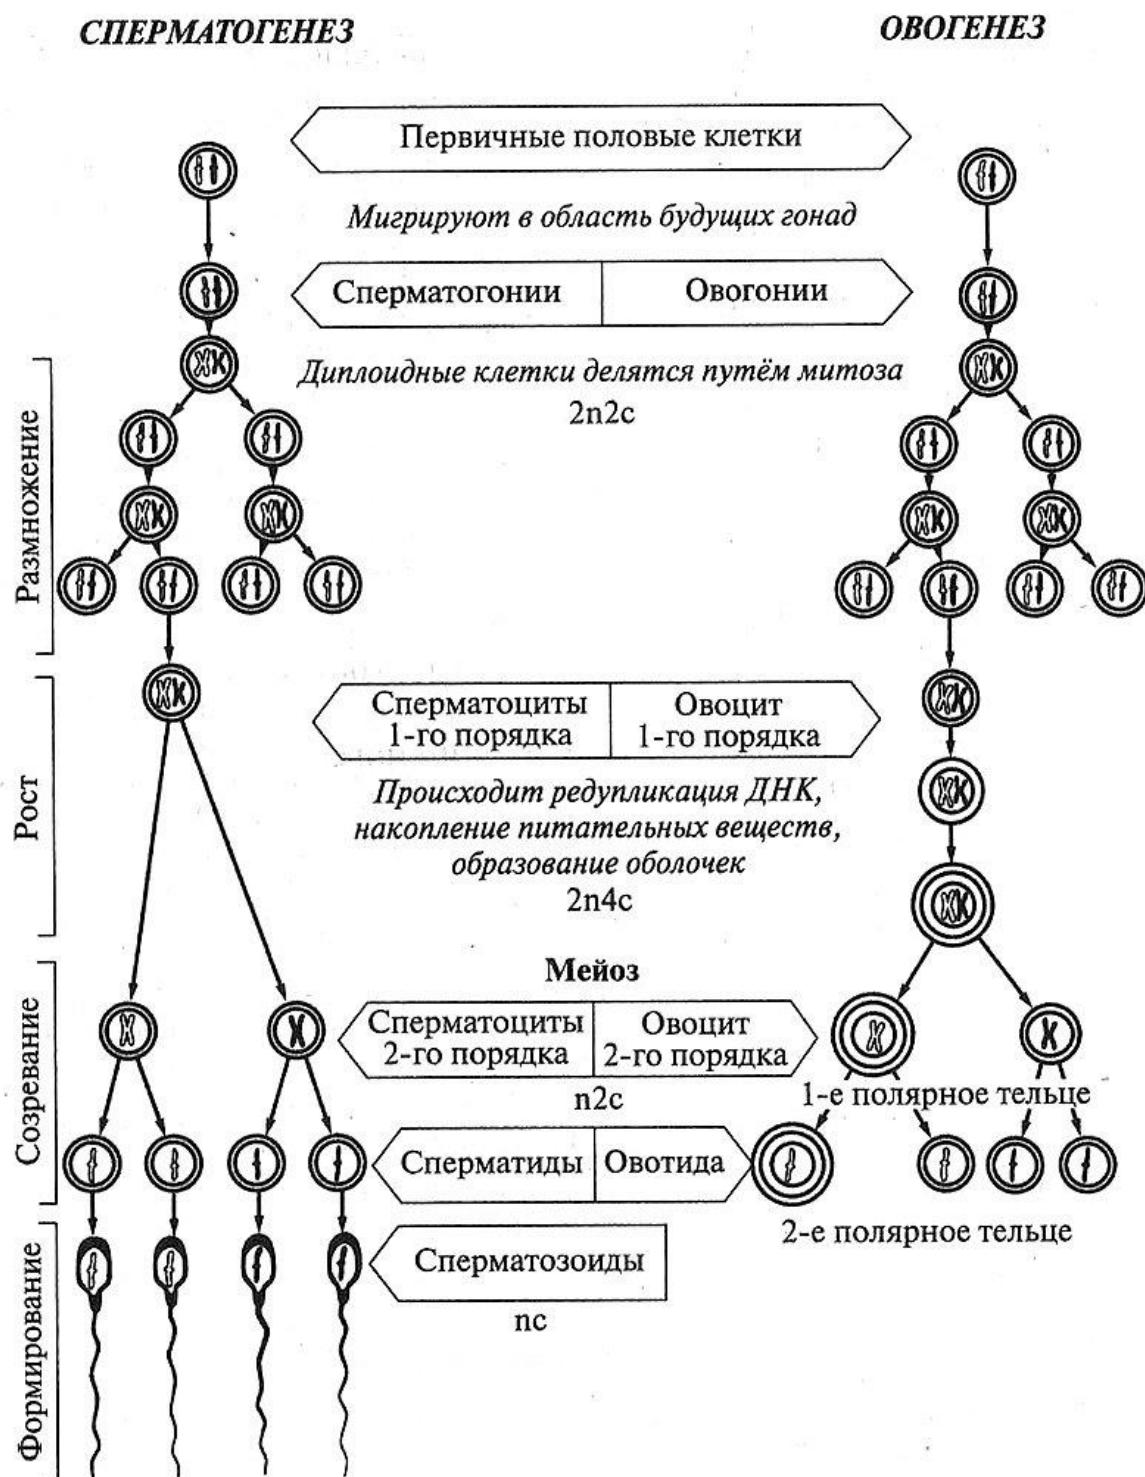 СПЕРМАТОГЕНЕЗ
ОВОГЕНЕЗ
Первичные половые клетки
Мигрируют в область будущих гонад
Сперматогонии
Овогонии
Диплоидные клетки делятся путём митоза
2n2c
Размножение
Сперматоциты
1-го порядка
Овоцит
1-го порядка
Происходит редупликация ДНК,
накопление питательных веществ,
образование оболочек
2n4c
Рост
Мейоз
Сперматоциты
2-го порядка
Овоцит
2-го порядка
n2c
1-е полярное тельце
Созревание
Сперматиды
Овотида
2-е полярное тельце
Сперматозоиды
nc
Формирование